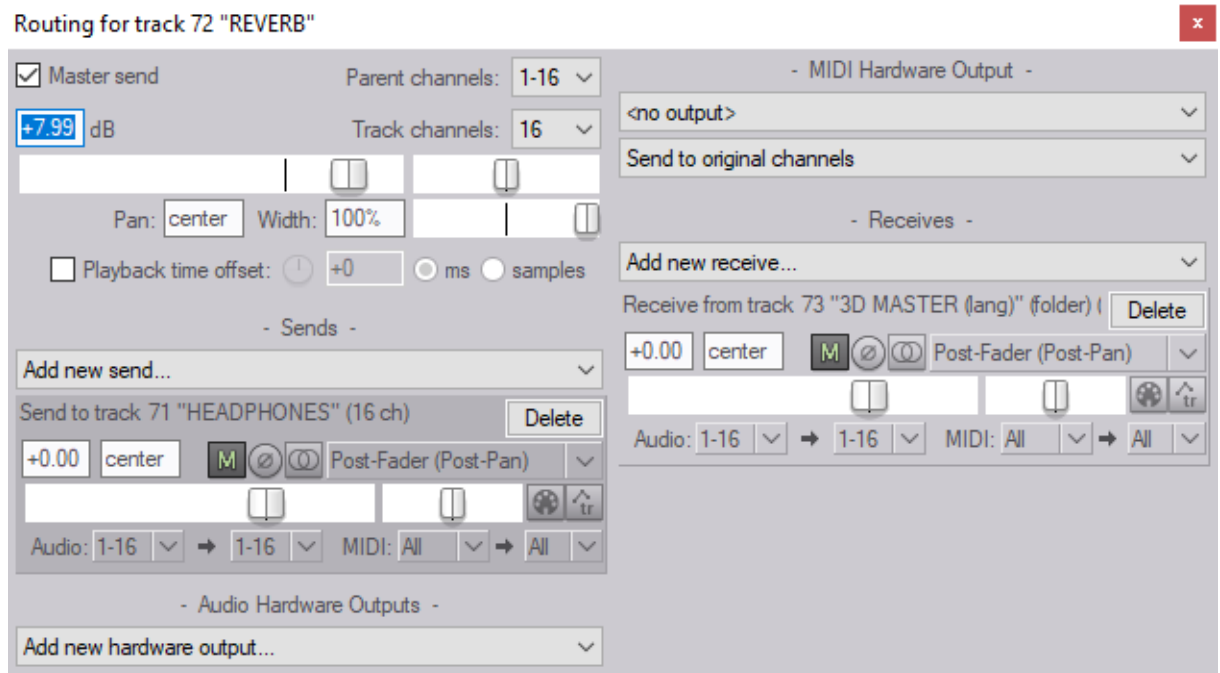 Routing for track 72 "REVERB"
x
Master send
Parent channels: 1-16
+7.99 dB
Track channels: 16
Pan: center Width: 100%
Playback time offset: +0 ms samples
- Sends -
Add new send...
Send to track 71 "HEADPHONES" (16 ch) Delete
+0.00 center M Post-Fader (Post-Pan)
tr
Audio: 1-16 1-16 MIDI: All All
- Audio Hardware Outputs -
Add new hardware output...
- MIDI Hardware Output -
<no output>
Send to original channels
- Receives -
Add new receive...
Receive from track 73 "3D MASTER (lang)" (folder) ( Delete
+0.00 center M Post-Fader (Post-Pan)
tr
Audio: 1-16 1-16 MIDI: All All